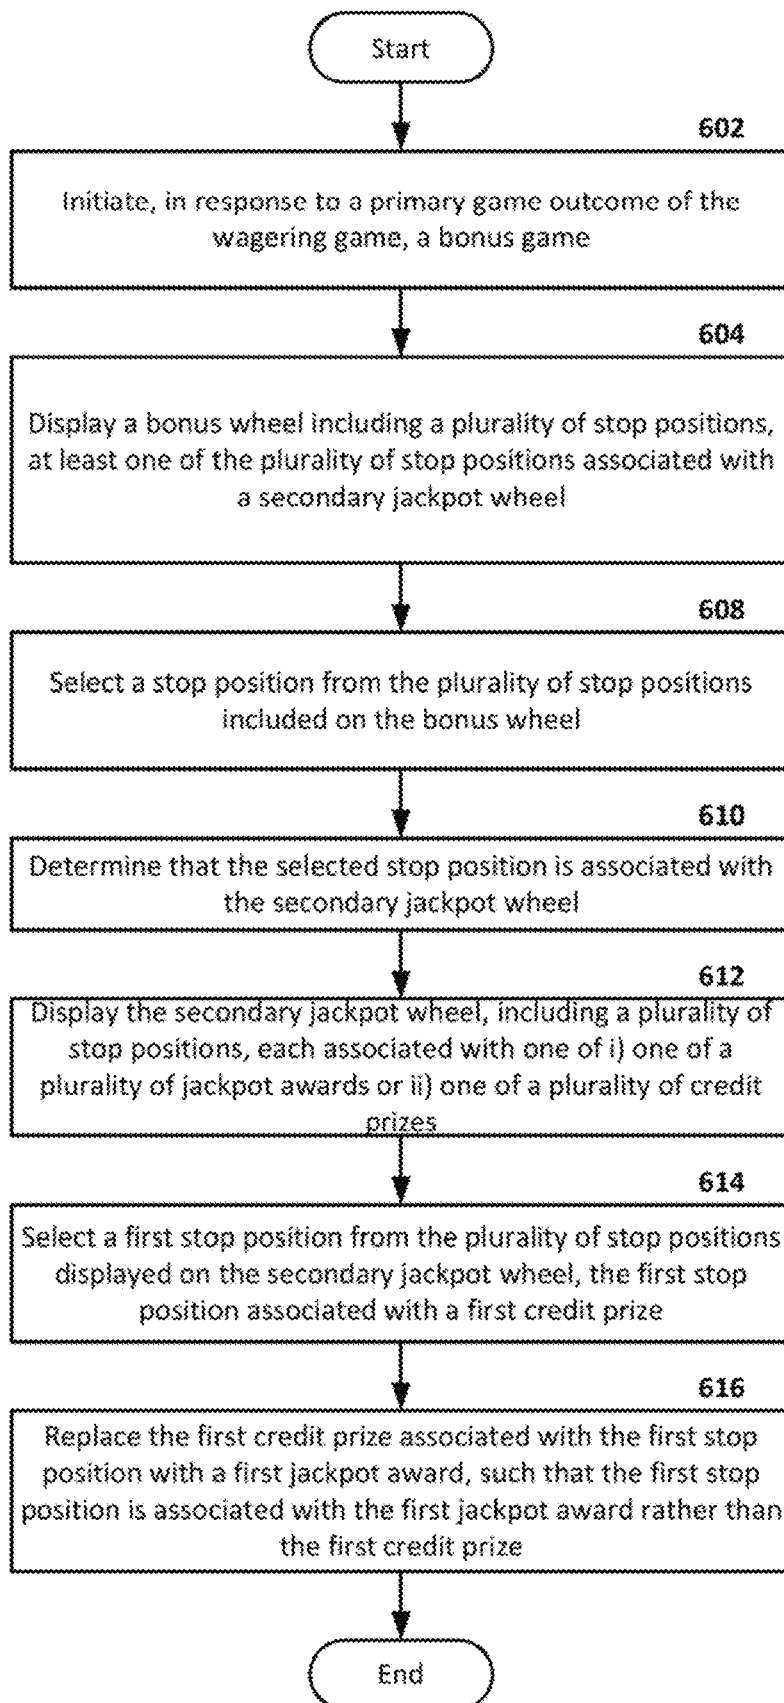 Start
602
Initiate, in response to a primary game outcome of the
wagering game, a bonus game
604
Display a bonus wheel including a plurality of stop positions,
at least one of the plurality of stop positions associated with
a secondary jackpot wheel
608
Select a stop position from the plurality of stop positions
included on the bonus wheel
610
Determine that the selected stop position is associated with
the secondary jackpot wheel
612
Display the secondary jackpot wheel, including a plurality of
stop positions, each associated with one of i) one of a
plurality of jackpot awards or ii) one of a plurality of credit
prizes
614
Select a first stop position from the plurality of stop positions
displayed on the secondary jackpot wheel, the first stop
position associated with a first credit prize
616
Replace the first credit prize associated with the first stop
position with a first jackpot award, such that the first stop
position is associated with the first jackpot award rather than
the first credit prize
End